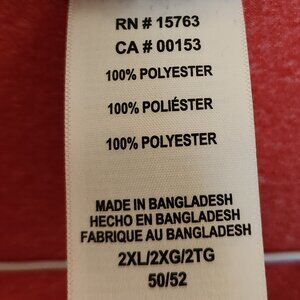 RN # 15763
CA # 00153
100% POLYESTER
100% POLIÉSTER
100% POLYESTER
MADE IN BANGLADESH
HECHO EN BANGLADESH
FABRIQUE AU BANGLADESH
2XL/2XG/2TG
50/52